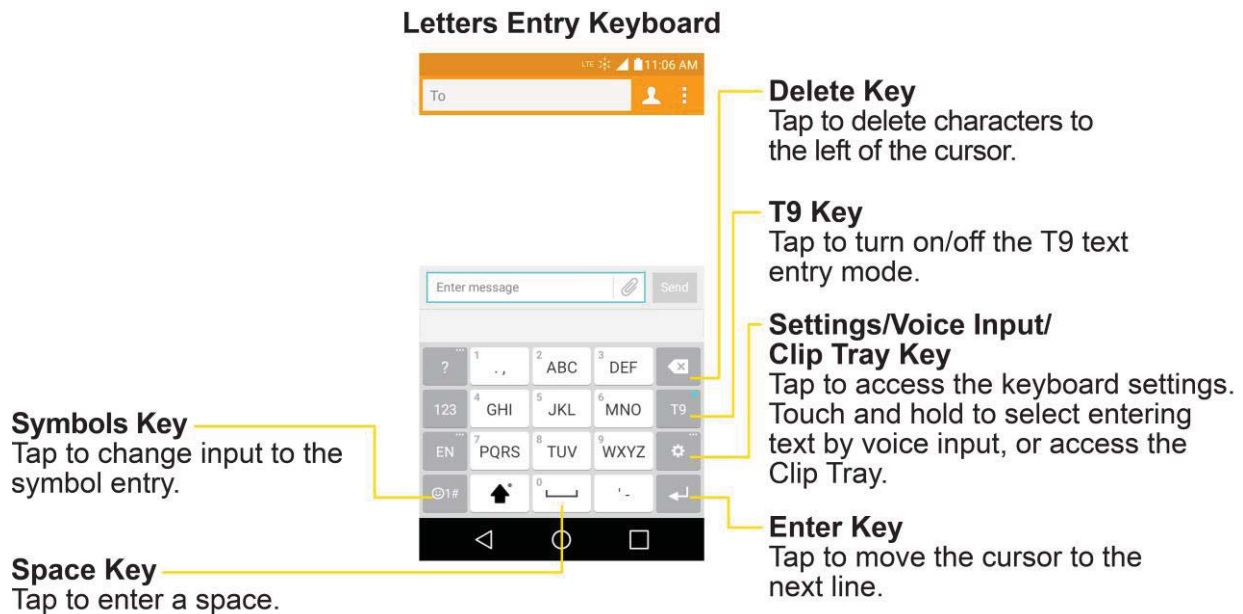 Letters Entry Keyboard
LTE 11:06 AM
To
Delete Key
Tap to delete characters to
the left of the cursor.
T9 Key
Tap to turn on/off the T9 text
entry mode.
Enter message Send
Settings/Voice Input/
Clip Tray Key
Tap to access the keyboard settings.
Touch and hold to select entering
text by voice input, or access the
Clip Tray.
? 1 ., 2 ABC 3 DEF
123 4 GHI 5 JKL 6 MNO T9
EN 7 PQRS 8 TUV 9 WXYZ
☺1# * 0 ' -
Symbols Key
Tap to change input to the
symbol entry.
Enter Key
Tap to move the cursor to the
next line.
Space Key
Tap to enter a space.